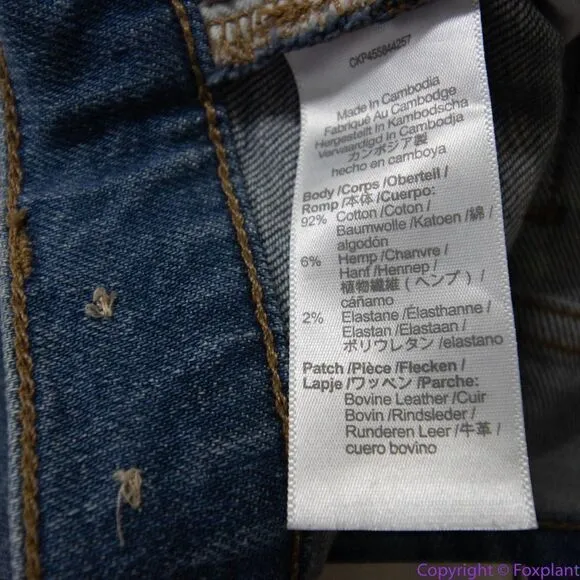 CKP455844257
Made In Cambodia
Fabriqué Au Cambodge
Hergestellt In Kambodscha
Vervaardigd In Cambodja
カンボジア製
hecho en camboya
Body /Corps /Oberteil /
Romp /本体 /Cuerpo:
92% Cotton /Coton /
Baumwolle /Katoen /綿 /
algodón
6% Hemp /Chanvre /
Hanf /Hennep /
植物繊維 (ヘンプ) /
cáñamo
2% Elastane /Élasthanne /
Elastan /Elastaan /
ポリウレタン /elastano
Patch /Pièce /Flecken /
Lapje /ワッペン /Parche:
Bovine Leather /Cuir
Bovin /Rindsleder /
Runderen Leer /牛革 /
cuero bovino
Copyright © Foxplant